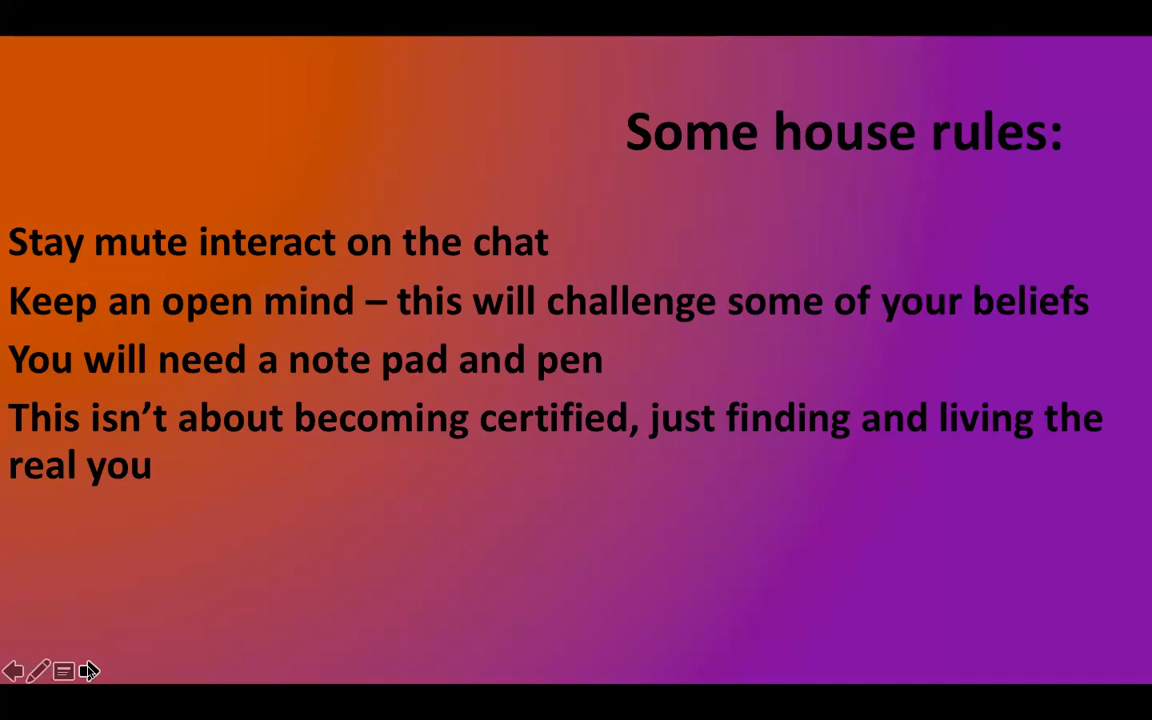 Some house rules:
Stay mute interact on the chat
Keep an open mind – this will challenge some of your beliefs
You will need a note pad and pen
This isn’t about becoming certified, just finding and living the
real you